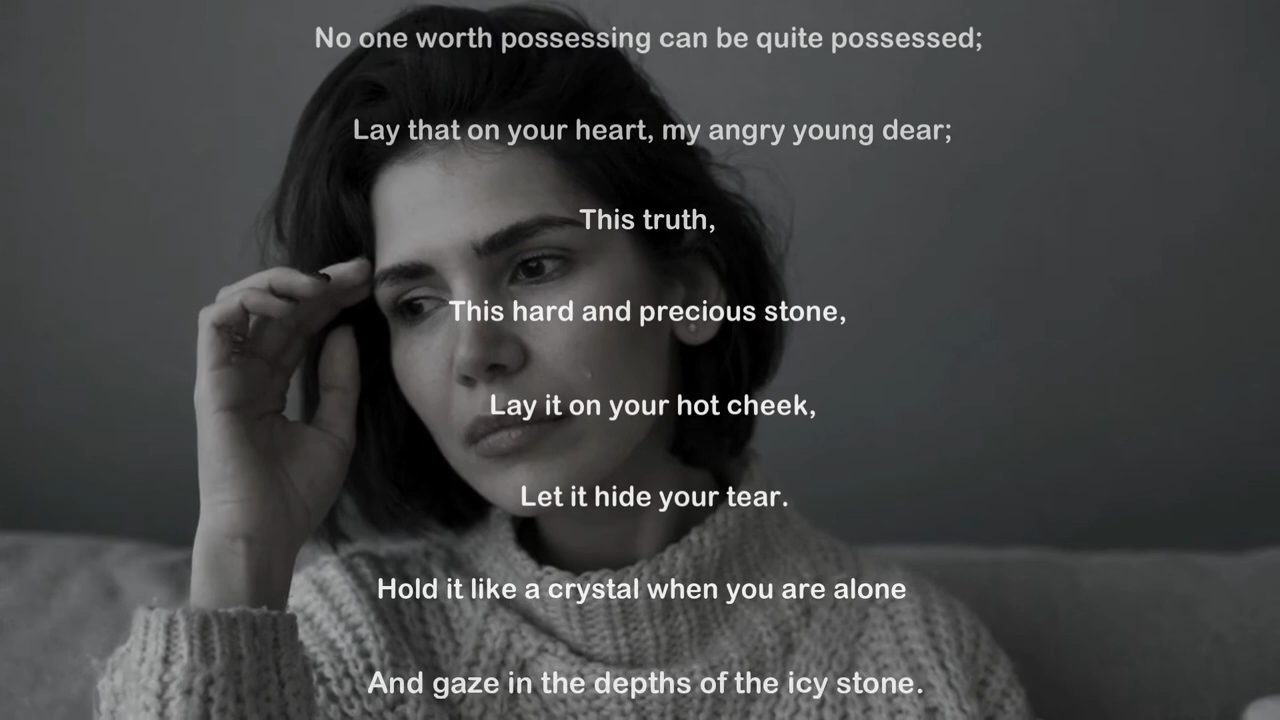 No one worth possessing can be quite possessed;
Lay that on your heart, my angry young dear;
This truth,
This hard and precious stone,
Lay it on your hot cheek,
Let it hide your tear.
Hold it like a crystal when you are alone
And gaze in the depths of the icy stone.